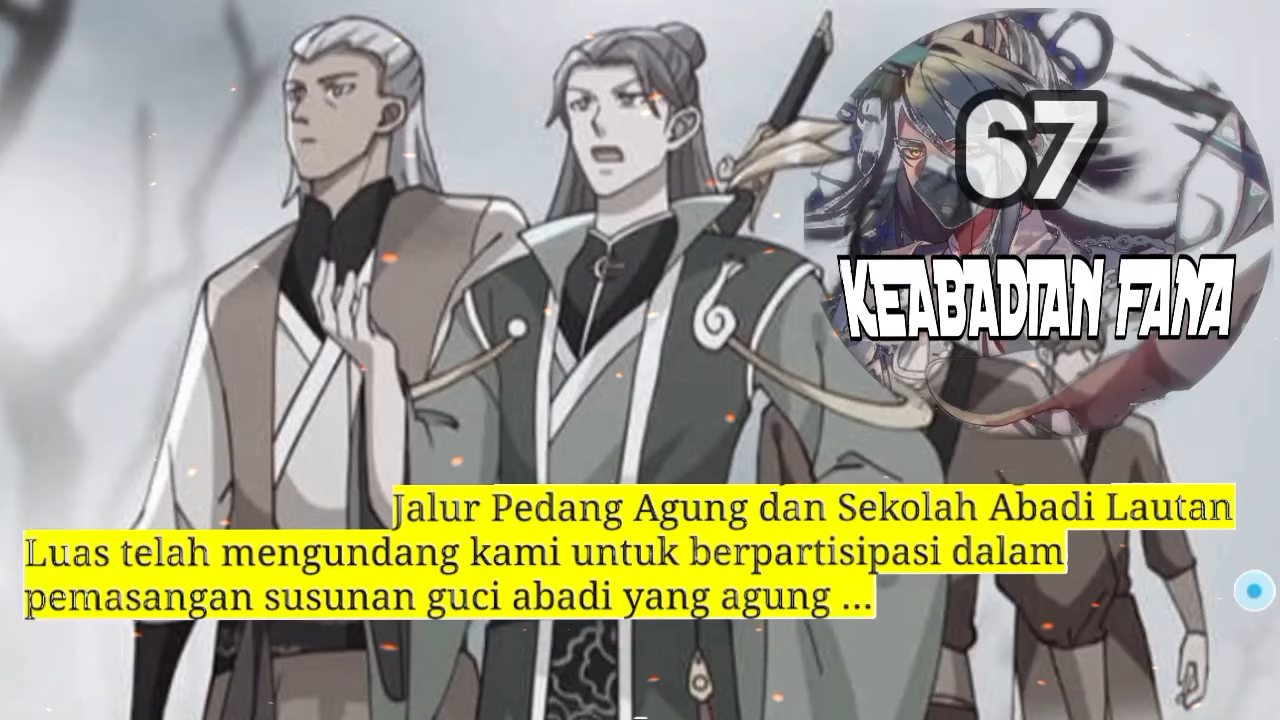 67
KEABADIAN FANA
Jalur Pedang Agung dan Sekolah Abadi Lautan
Luas telah mengundang kami untuk berpartisipasi dalam
pemasangan susunan guci abadi yang agung ...